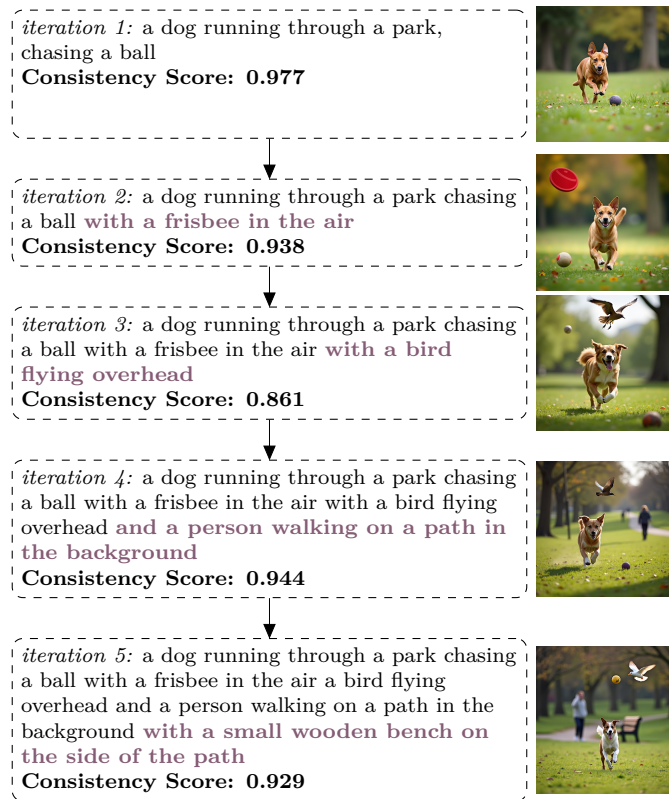 iteration 1: a dog running through a park,
chasing a ball
Consistency Score: 0.977
iteration 2: a dog running through a park chasing
a ball with a frisbee in the air
Consistency Score: 0.938
iteration 3: a dog running through a park chasing
a ball with a frisbee in the air with a bird
flying overhead
Consistency Score: 0.861
iteration 4: a dog running through a park chasing
a ball with a frisbee in the air with a bird flying
overhead and a person walking on a path in
the background
Consistency Score: 0.944
iteration 5: a dog running through a park chasing
a ball with a frisbee in the air a bird flying
overhead and a person walking on a path in the
background with a small wooden bench on
the side of the path
Consistency Score: 0.929